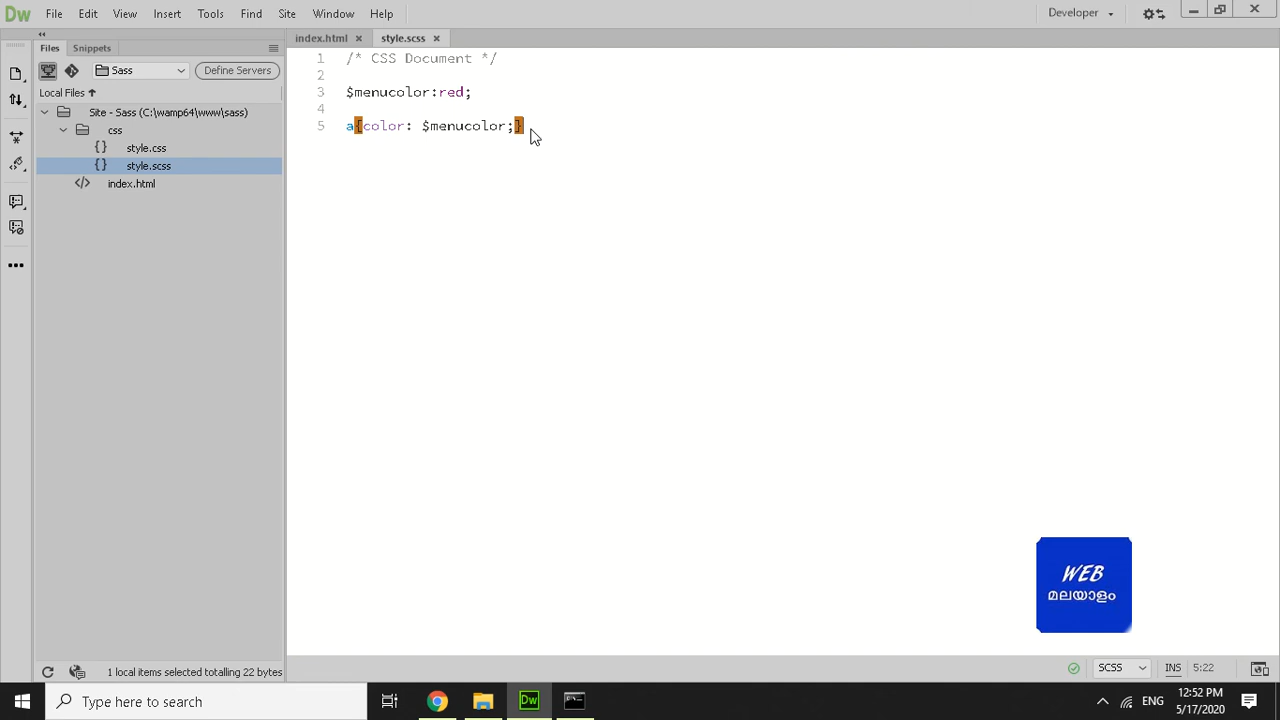 Dw File Edit View Insert Tools Find Site Window Help Developer
Files Snippets
index.html style.scss
Sass Define Servers
Local Files
Site - Sass (C:\wamp64\www\sass)
css
style.css
style.scss
index.html
1 /* CSS Document */
2
3 $menucolor:red;
4
5 a{color: $menucolor;}
WEB
മലയാളം
1 local items selected totalling 22 bytes
SCSS INS 5:22
Type here to search
Dw
ENG
12:52 PM
5/17/2020